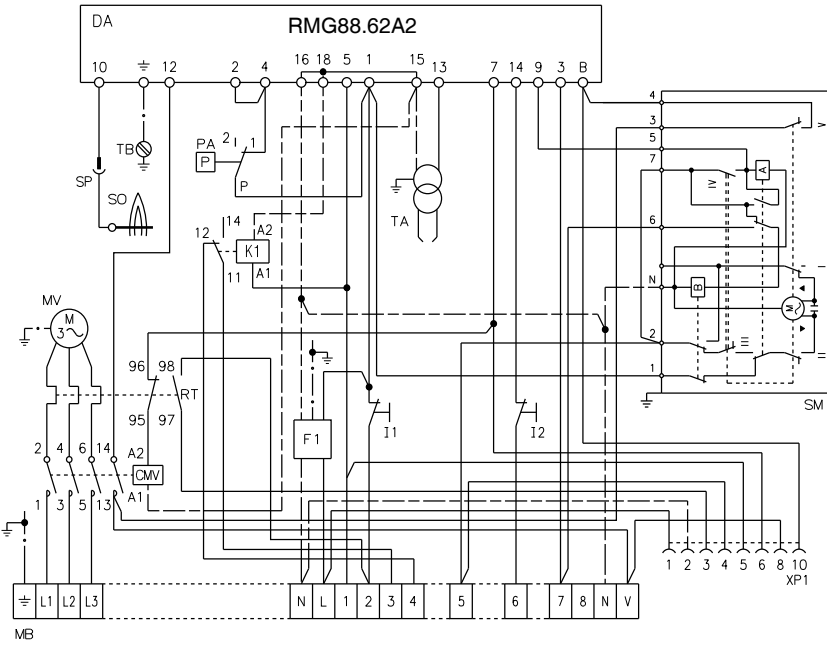 DA
RMG88.62A2
10 12 2 4 16 18 5 1 15 13 7 14 9 3 B
4
3
5
7
6
N
2
1
V
IV
A
B
M
I
III
II
SM
TB
SP
SO
PA 2 1
P
P
TA
14
12
K1
A2
A1
11
MV
M
3
96 98
RT
95 97
F1
I1
I2
2 4 6 14 A2
CMV
1 3 5 13 A1
1 2 3 4 5 6 8 10
XP1
L1 L2 L3 N L 1 2 3 4 5 6 7 8 N V
MB